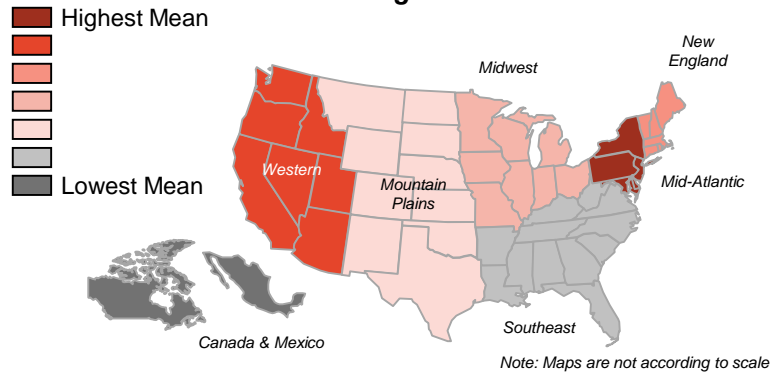 Highest Mean
Lowest Mean
New
England
Midwest
Western
Mountain
Plains
Mid-Atlantic
Southeast
Canada & Mexico
Note: Maps are not according to scale